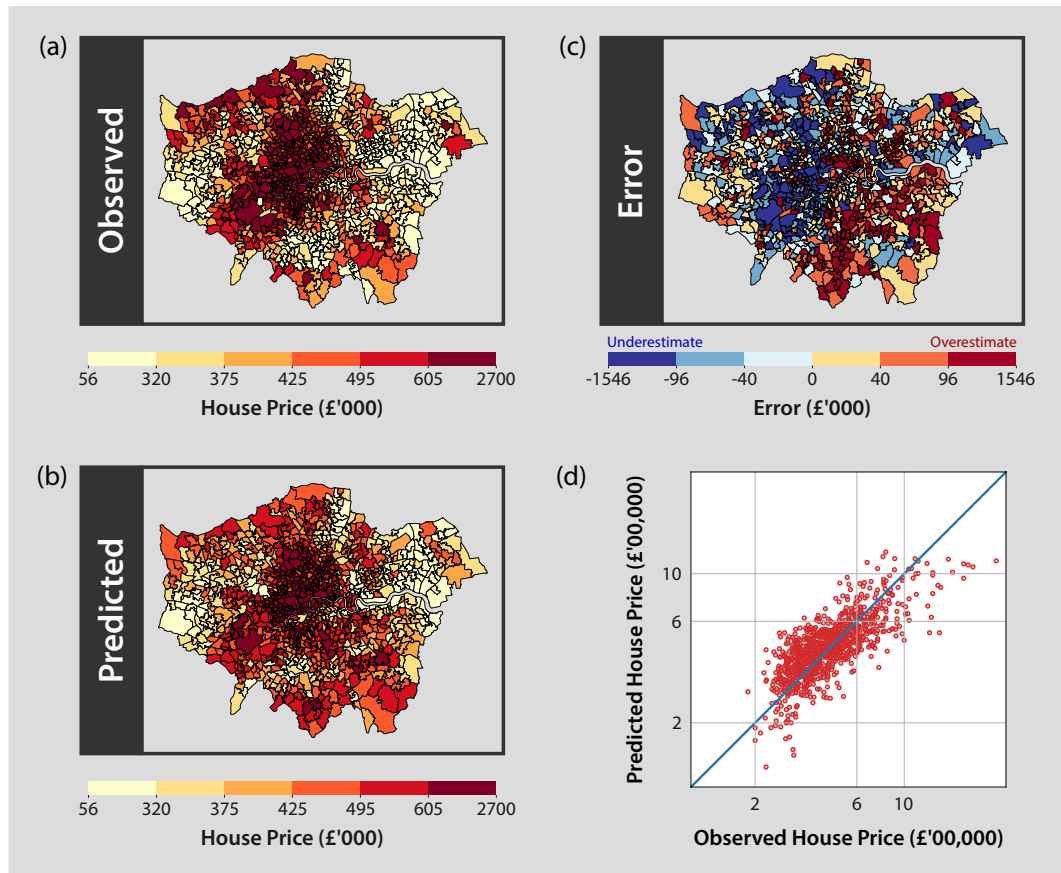 (a)
Observed
56 320 375 425 495 605 2700
House Price (£'000)
(b)
Predicted
56 320 375 425 495 605 2700
House Price (£'000)
(c)
Error
Underestimate Overestimate
-1546 -96 -40 0 40 96 1546
Error (£'000)
(d)
Predicted House Price (£'00,000)
10
6
2
2 6 10
Observed House Price (£'00,000)